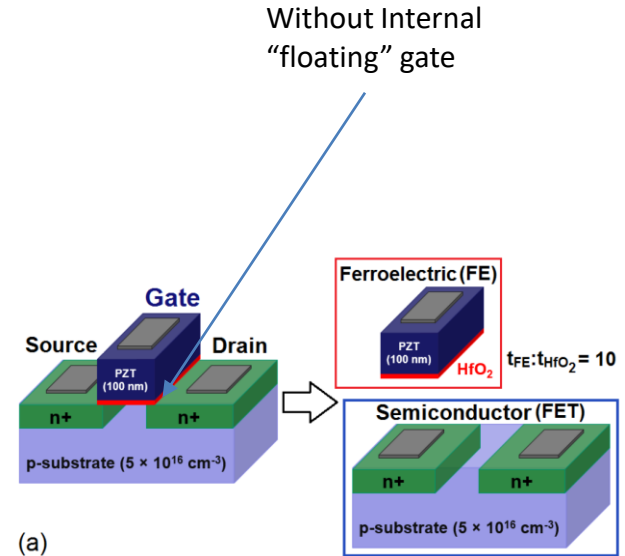 Without Internal
“floating” gate
Gate
Source
Drain
PZT
(100 nm)
n+
n+
p-substrate (5 × 10¹⁶ cm⁻³)
(a)
Ferroelectric (FE)
PZT
(100 nm)
HfO₂
t_FE:t_HfO₂ = 10
Semiconductor (FET)
n+
n+
p-substrate (5 × 10¹⁶ cm⁻³)